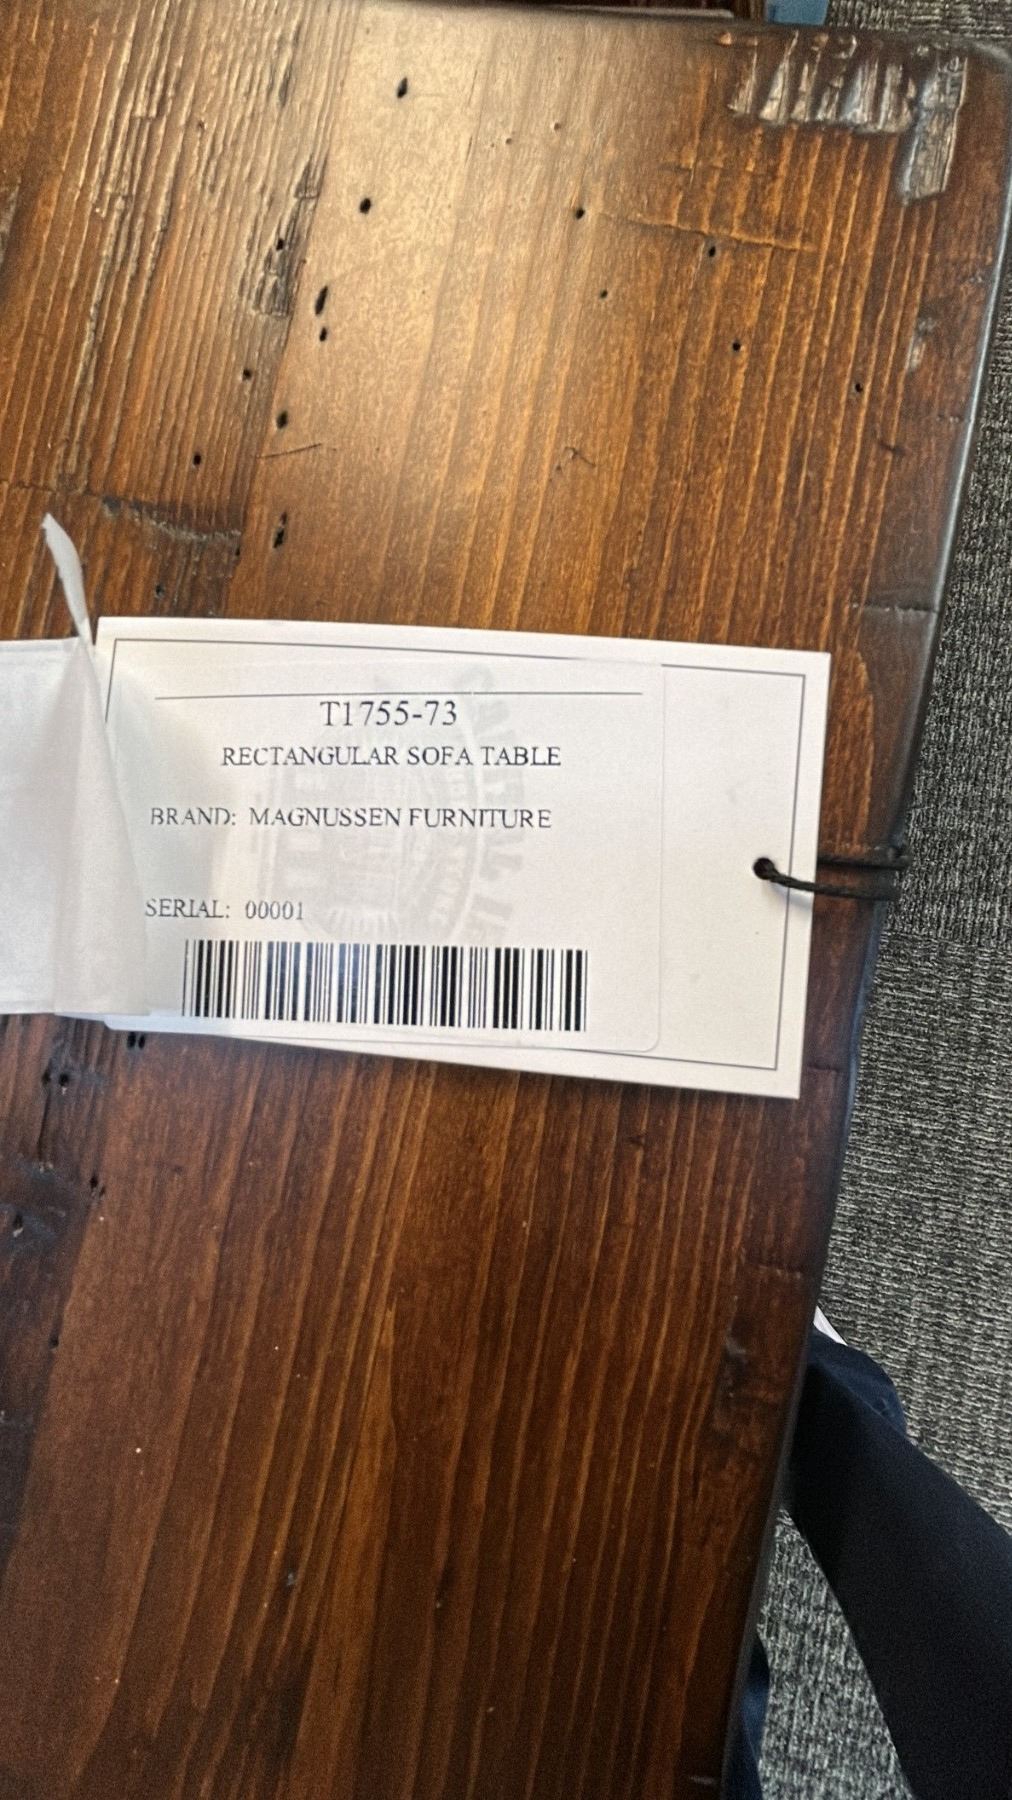 T1755-73
RECTANGULAR SOFA TABLE
BRAND: MAGNUSSEN FURNITURE
SERIAL: 00001